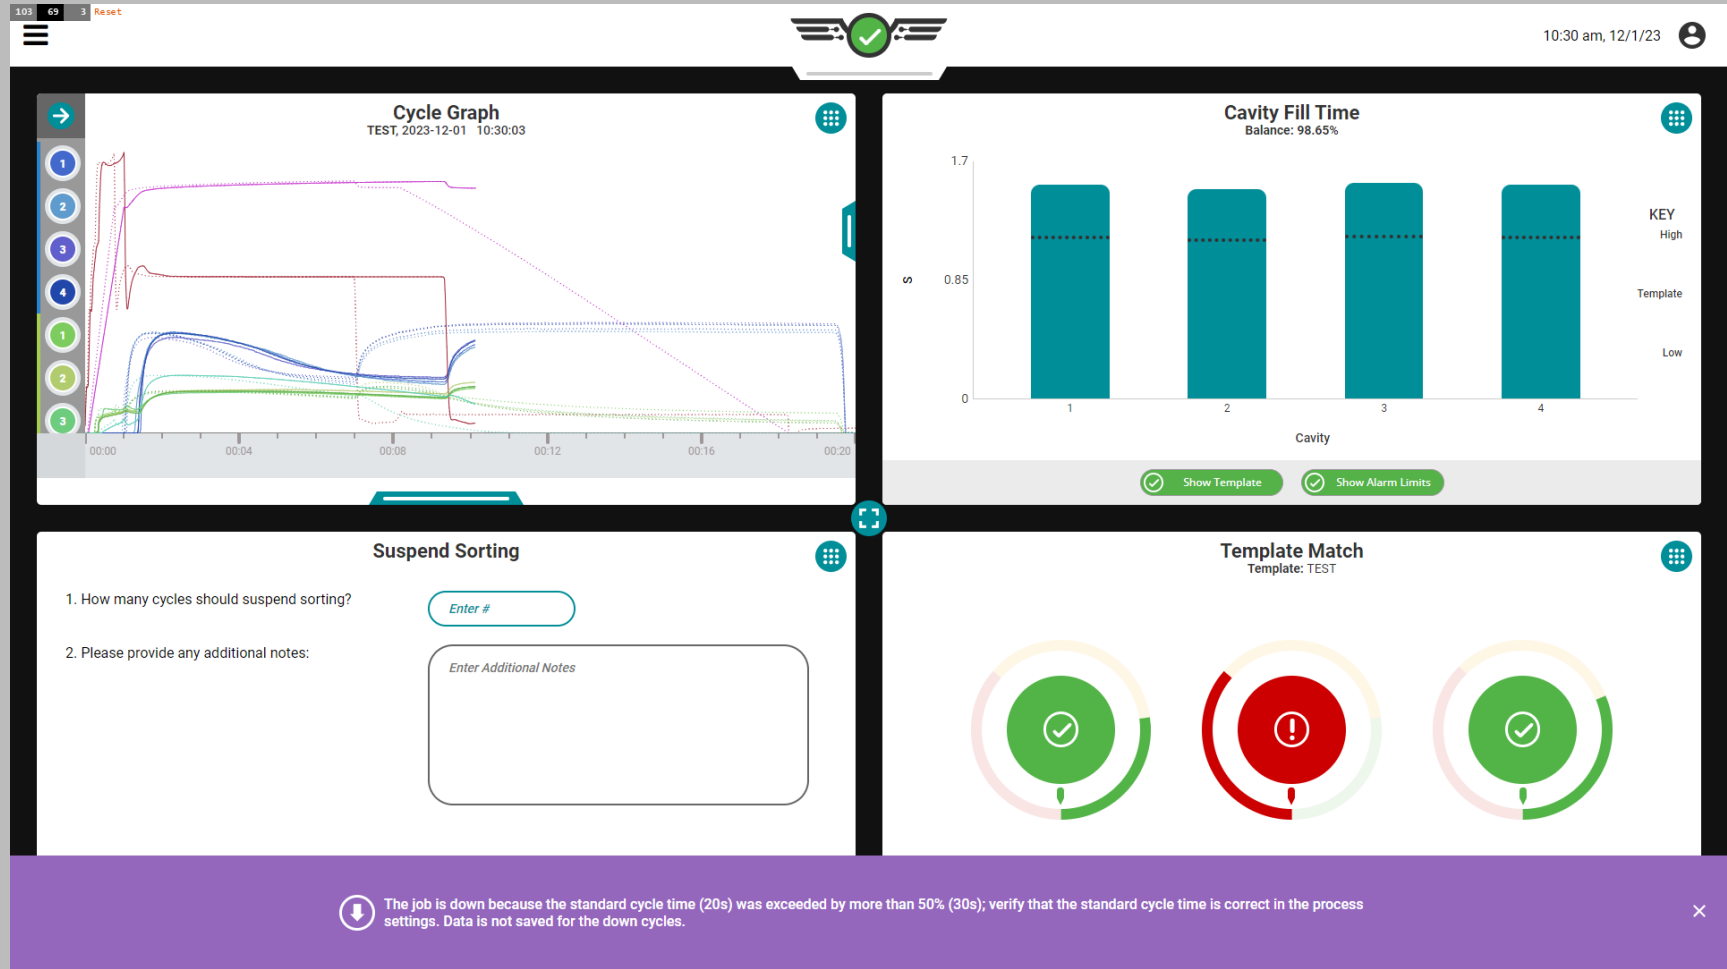 103 69 3 Reset
10:30 am, 12/1/23
Cycle Graph
TEST, 2023-12-01 10:30:03
1
2
3
4
1
2
3
00:00 00:04 00:08 00:12 00:16 00:20
Cavity Fill Time
Balance: 98.65%
1.7
0.85
0
S
1 2 3 4
Cavity
KEY
High
Template
Low
Show Template Show Alarm Limits
Suspend Sorting
1. How many cycles should suspend sorting?
Enter #
2. Please provide any additional notes:
Enter Additional Notes
Template Match
Template: TEST
The job is down because the standard cycle time (20s) was exceeded by more than 50% (30s); verify that the standard cycle time is correct in the process
settings. Data is not saved for the down cycles.